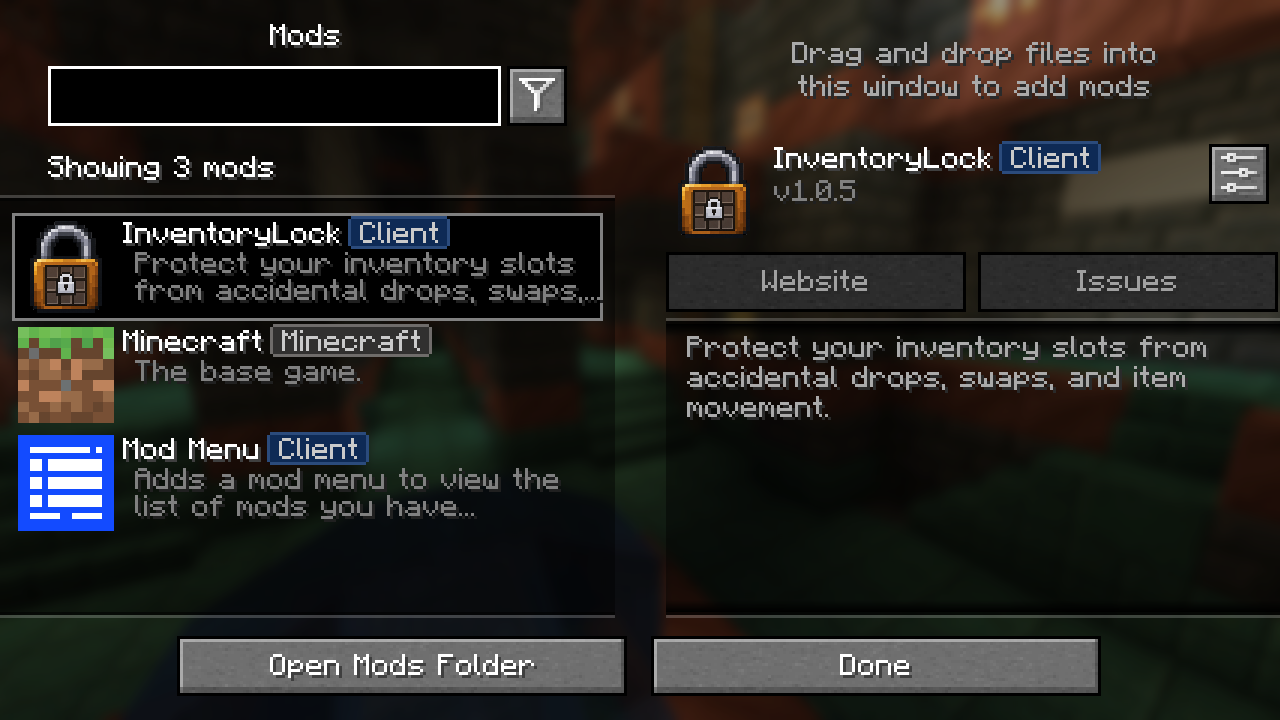 Mods
Showing 3 mods
InventoryLock Client
Protect your inventory slots
from accidental drops, swaps,...
Minecraft Minecraft
The base game.
Mod Menu Client
Adds a mod menu to view the
list of mods you have...
Drag and drop files into
this window to add mods
InventoryLock Client
v1.0.5
Website Issues
Protect your inventory slots from
accidental drops, swaps, and item
movement.
Open Mods Folder Done